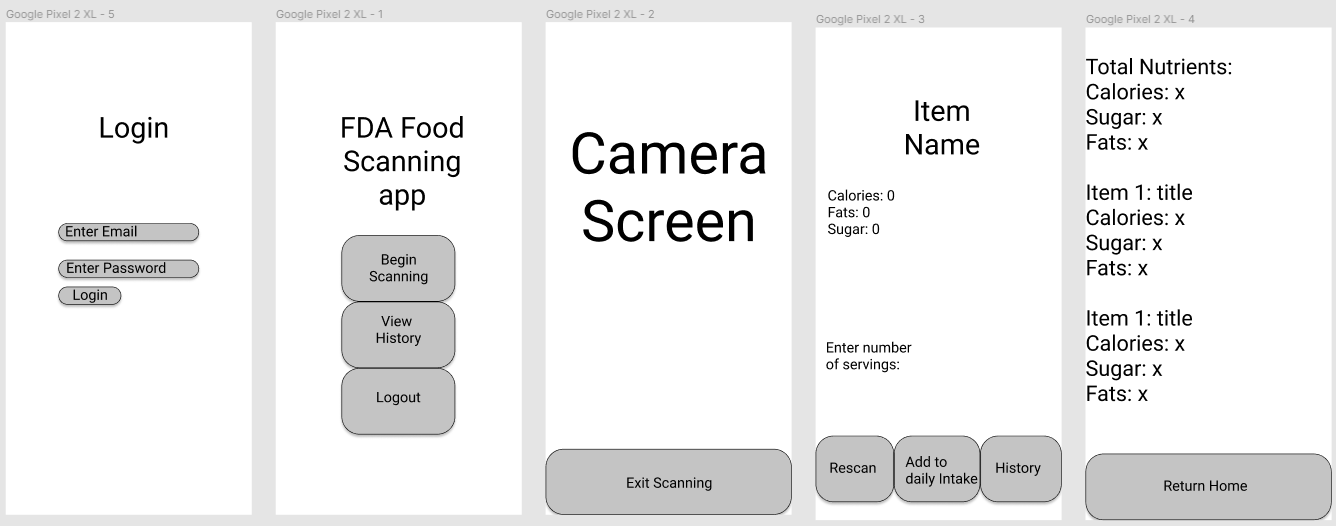 Google Pixel 2 XL - 5
Login
Enter Email
Enter Password
Login
Google Pixel 2 XL - 1
FDA Food
Scanning
app
Begin
Scanning
View
History
Logout
Google Pixel 2 XL - 2
Camera
Screen
Exit Scanning
Google Pixel 2 XL - 3
Item
Name
Calories: 0
Fats: 0
Sugar: 0
Enter number
of servings:
Rescan
Add to
daily Intake
History
Google Pixel 2 XL - 4
Total Nutrients:
Calories: x
Sugar: x
Fats: x
Item 1: title
Calories: x
Sugar: x
Fats: x
Item 1: title
Calories: x
Sugar: x
Fats: x
Return Home